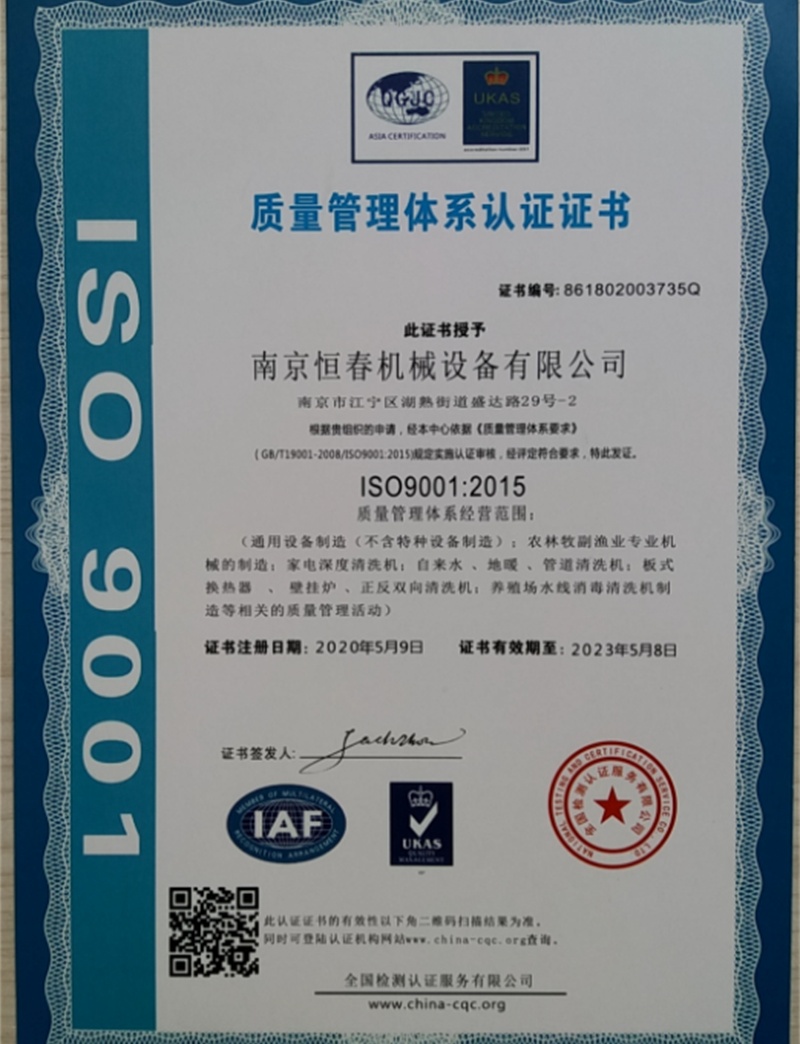 QGJC
ASIA CERTIFICATION
UKAS
质量管理体系认证证书
证书编号: 861802003735Q
此证书授予
南京恒春机械设备有限公司
南京市江宁区湖熟街道盛达路29号-2
根据贵组织的申请，经本中心依据《质量管理体系要求》
(GB/T19001-2008/ISO9001:2015)规定实施认证审核，经评定符合要求，特此发证。
ISO9001:2015
质量管理体系经营范围：
（通用设备制造（不含特种设备制造）；农林牧副渔业专业机
械的制造；家电深度清洗机；自来水、地暖、管道清洗机；板式
换热器 、 壁挂炉 、正反双向清洗机；养殖场水线消毒清洗机制
造等相关的质量管理活动）
证书注册日期：2020年5月9日 证书有效期至：2023年5月8日
证书签发人:
MEMBER OF MULTILATERAL
IAF
RECOGNITION ARRANGEMENT
UKAS
QUALITY
MANAGEMENT
NATIONAL TESTING AND CERTIFICATION SERVICE CO LTD
全国检测认证服务有限公司
此认证证书的有效性以下角二维码扫描结果为准，
同时可登陆认证机构网站www.china-cqc.org查询。
全国检测认证服务有限公司
www.china-cqc.org
ISO 9001